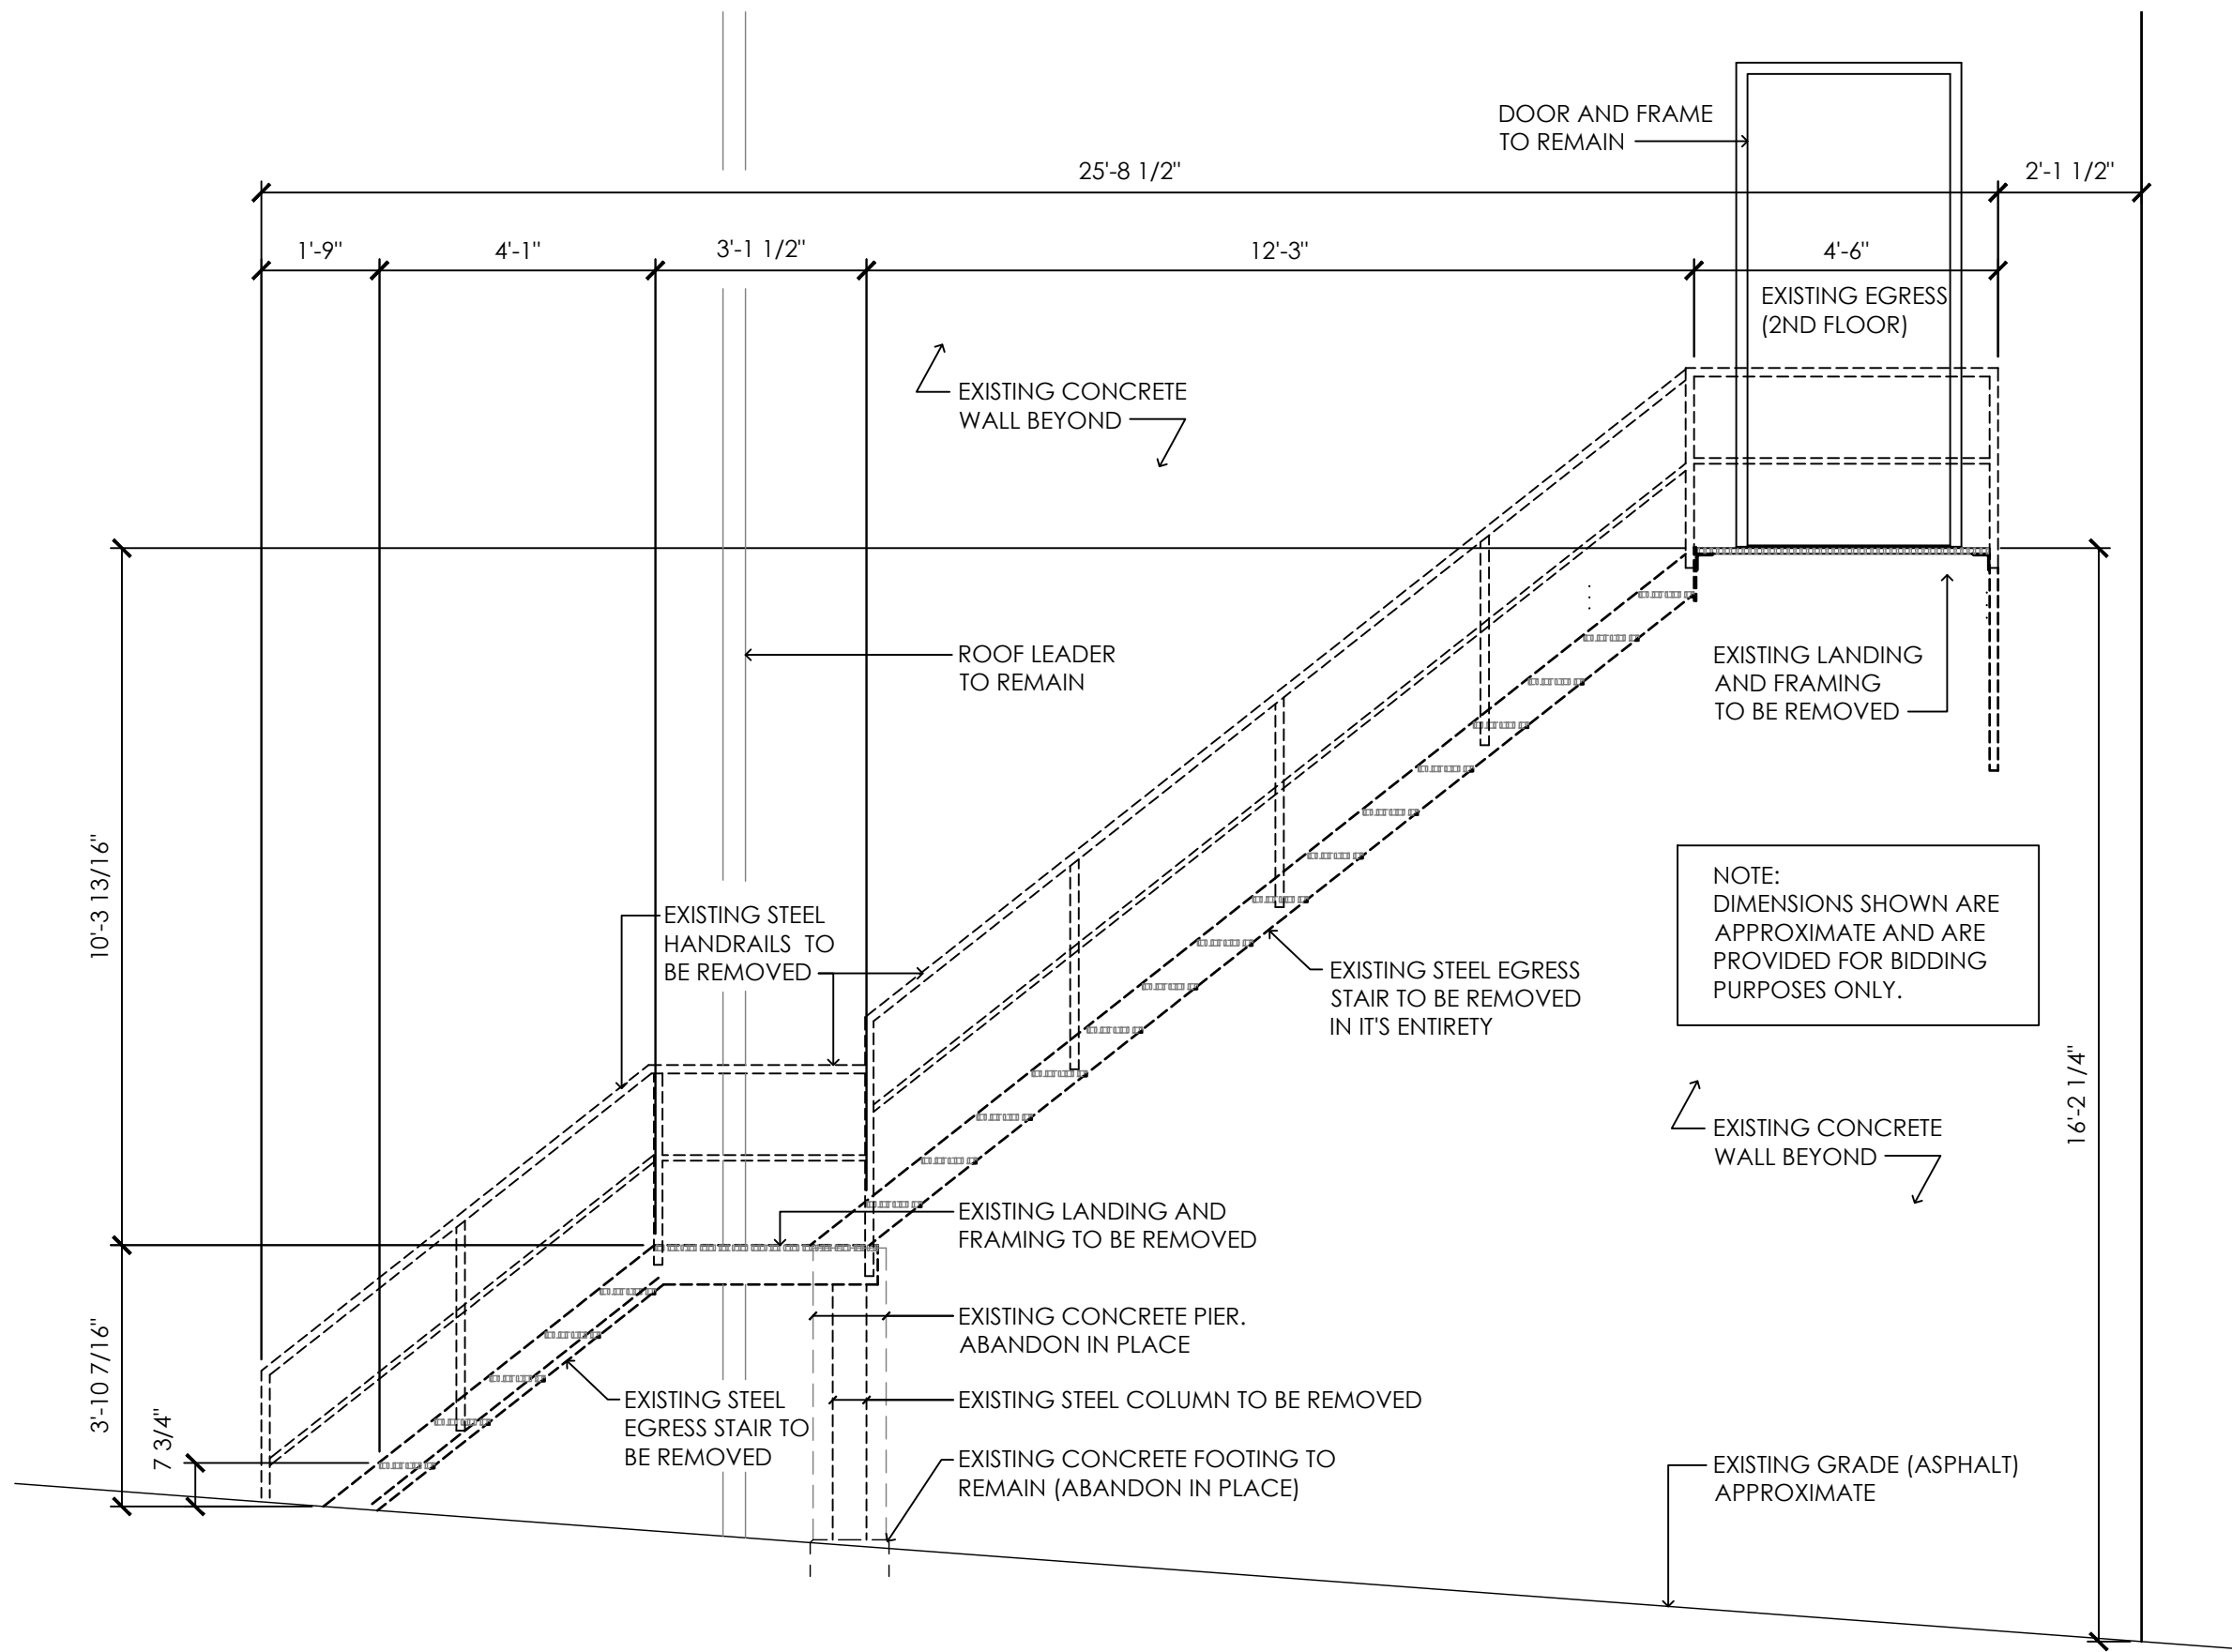 DOOR AND FRAME
TO REMAIN
25'-8 1/2"
2'-1 1/2"
1'-9"
4'-1"
3'-1 1/2"
12'-3"
4'-6"
EXISTING EGRESS
(2ND FLOOR)
EXISTING CONCRETE
WALL BEYOND
ROOF LEADER
TO REMAIN
EXISTING LANDING
AND FRAMING
TO BE REMOVED
10'-3 13/16"
NOTE:
DIMENSIONS SHOWN ARE
APPROXIMATE AND ARE
PROVIDED FOR BIDDING
PURPOSES ONLY.
EXISTING STEEL
HANDRAILS TO
BE REMOVED
EXISTING STEEL EGRESS
STAIR TO BE REMOVED
IN IT'S ENTIRETY
16'-2 1/4"
EXISTING CONCRETE
WALL BEYOND
EXISTING LANDING AND
FRAMING TO BE REMOVED
EXISTING CONCRETE PIER.
ABANDON IN PLACE
3'-10 7/16"
7 3/4"
EXISTING STEEL
EGRESS STAIR TO
BE REMOVED
EXISTING STEEL COLUMN TO BE REMOVED
EXISTING CONCRETE FOOTING TO
REMAIN (ABANDON IN PLACE)
EXISTING GRADE (ASPHALT)
APPROXIMATE